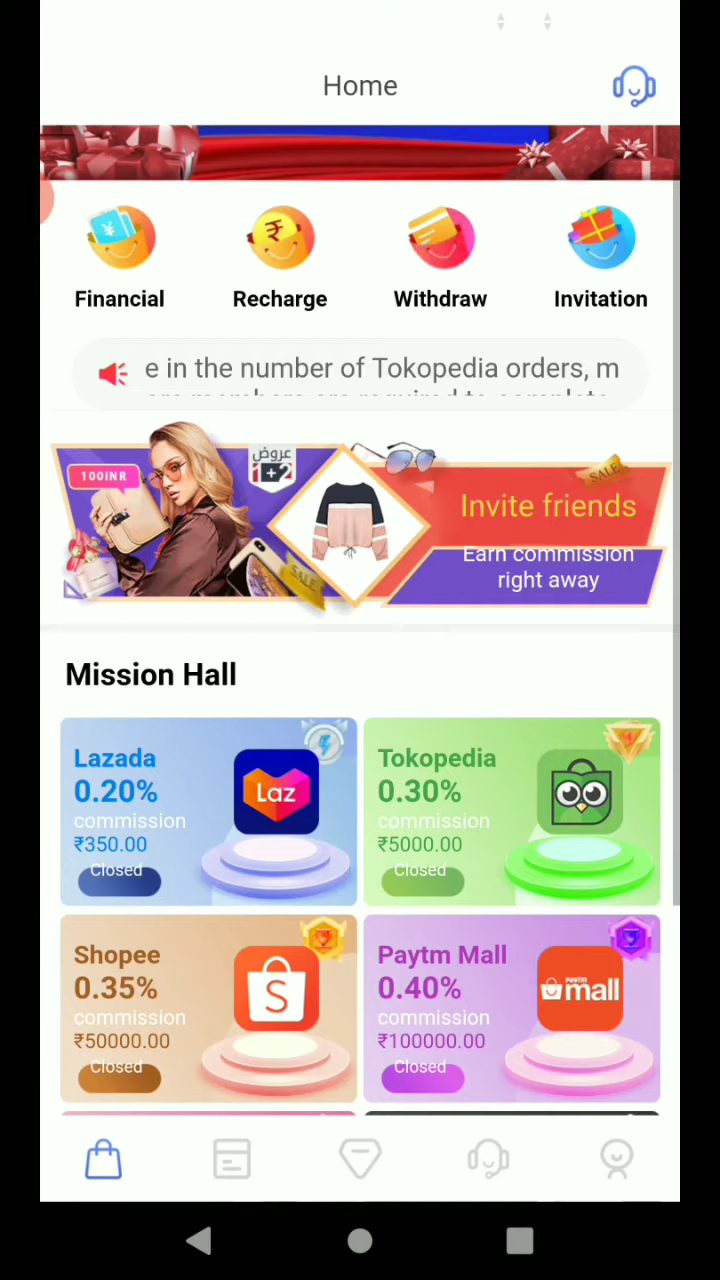 Home
Financial
Recharge
Withdraw
Invitation
e in the number of Tokopedia orders, m
100INR
عروض
1+2
SALE
SALE
Invite friends
Earn commission
right away
Mission Hall
Lazada
0.20%
commission
₹350.00
Closed
Laz
Tokopedia
0.30%
commission
₹5000.00
Closed
Shopee
0.35%
commission
₹50000.00
Closed
S
Paytm Mall
0.40%
commission
₹100000.00
Closed
paytm
mall